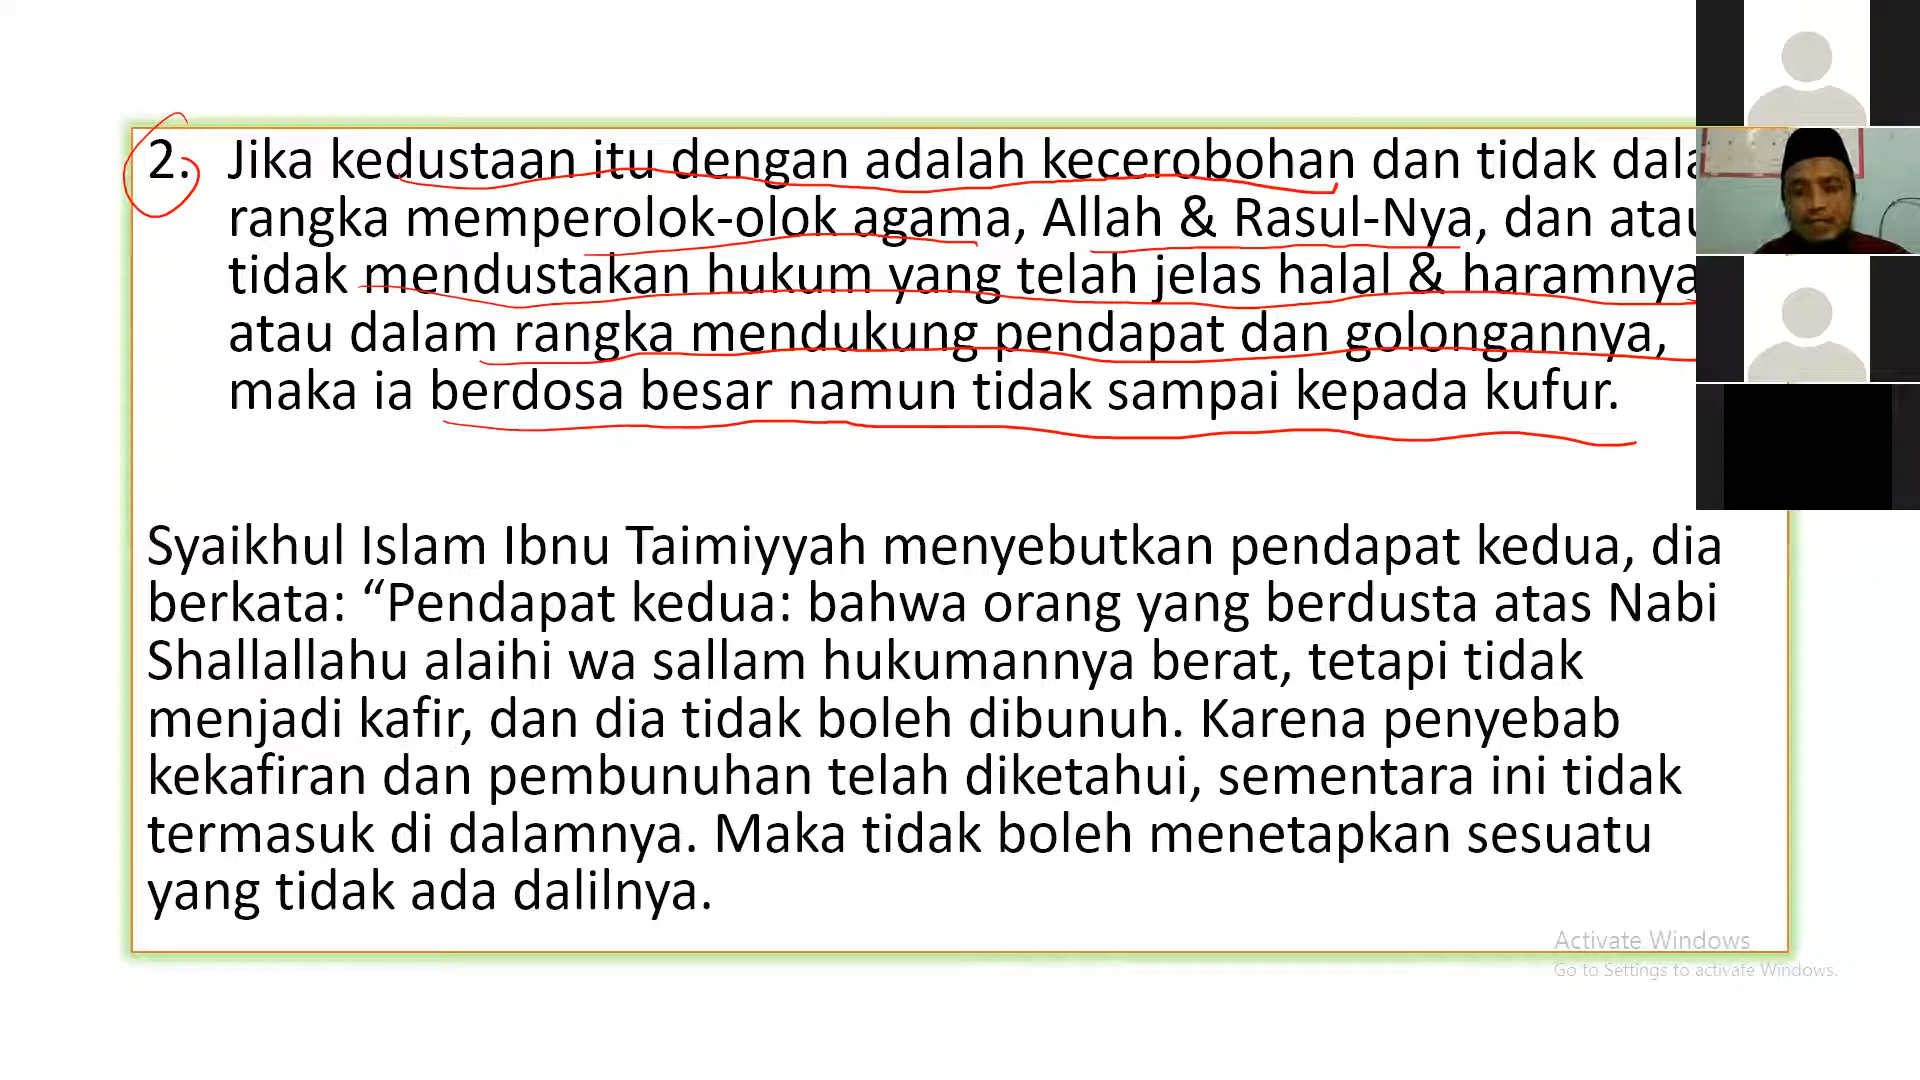 2. Jika kedustaan itu dengan adalah kecerobohan dan tidak
rangka memperolok-olok agama, Allah & Rasul-Nya, dan
tidak mendustakan hukum yang telah jelas halal & haramnya
atau dalam rangka mendukung pendapat dan golongannya,
maka ia berdosa besar namun tidak sampai kepada kufur.
Syaikhul Islam Ibnu Taimiyyah menyebutkan pendapat kedua, dia
berkata: “Pendapat kedua: bahwa orang yang berdusta atas Nabi
Shallallahu alaihi wa sallam hukumannya berat, tetapi tidak
menjadi kafir, dan dia tidak boleh dibunuh. Karena penyebab
kekafiran dan pembunuhan telah diketahui, sementara ini tidak
termasuk di dalamnya. Maka tidak boleh menetapkan sesuatu
yang tidak ada dalilnya.
Activate Windows
Go to Settings to activate Windows.